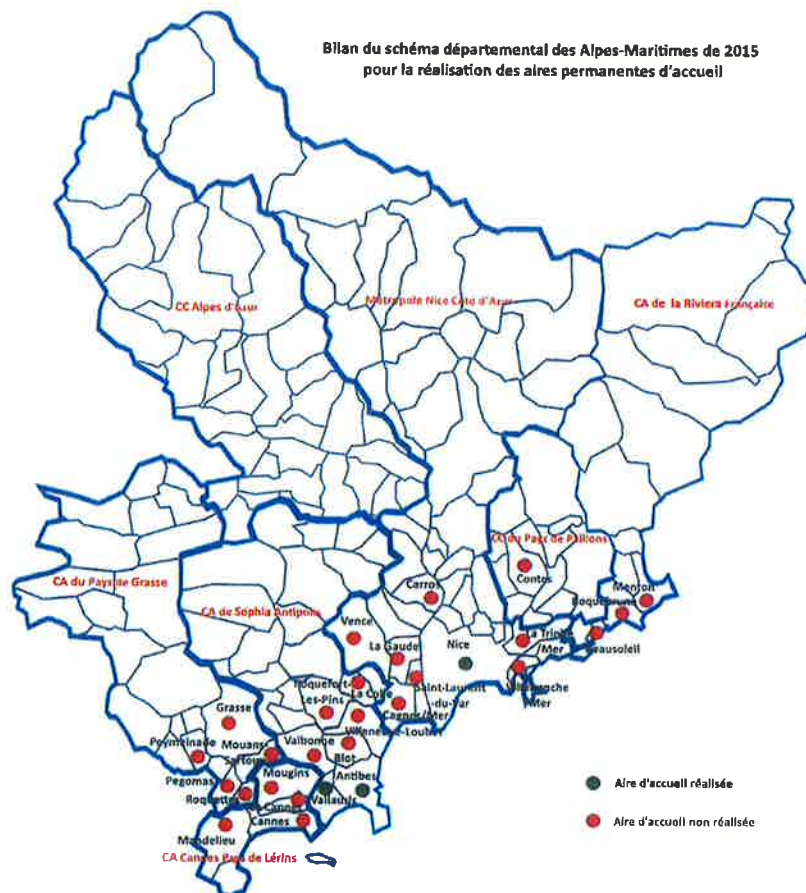 Bilan du schéma départemental des Alpes-Maritimes de 2015
pour la réalisation des aires permanentes d'accueil
CC Alpes d'Azur
Métropole Nice Côte d'Azur
CA de la Riviera Française
CC du Pays de Paillons
Contes
CA du Pays de Grasse
CA de Sophia Antipolis
Carros
Menton
Roquebrune
Vence
La Gaude
Nice
La Trinité
/Mer
Beausoleil
Roquefort-
Les-Pins
La Colle
Saint-Laurent
-du-Var
Villefranche
/Mer
Cagnes/Mer
Villeneuve-Loubet
Grasse
Peymeinade
Mouans
Sartoux
Valbonne
Biot
Pegomas
Roquettes
Mougins
Antibes
Vallauris
Cannes
Cannes
Mandelieu
CA Cannes Pays de Lérins
Aire d'accueil réalisée
Aire d'accueil non réalisée